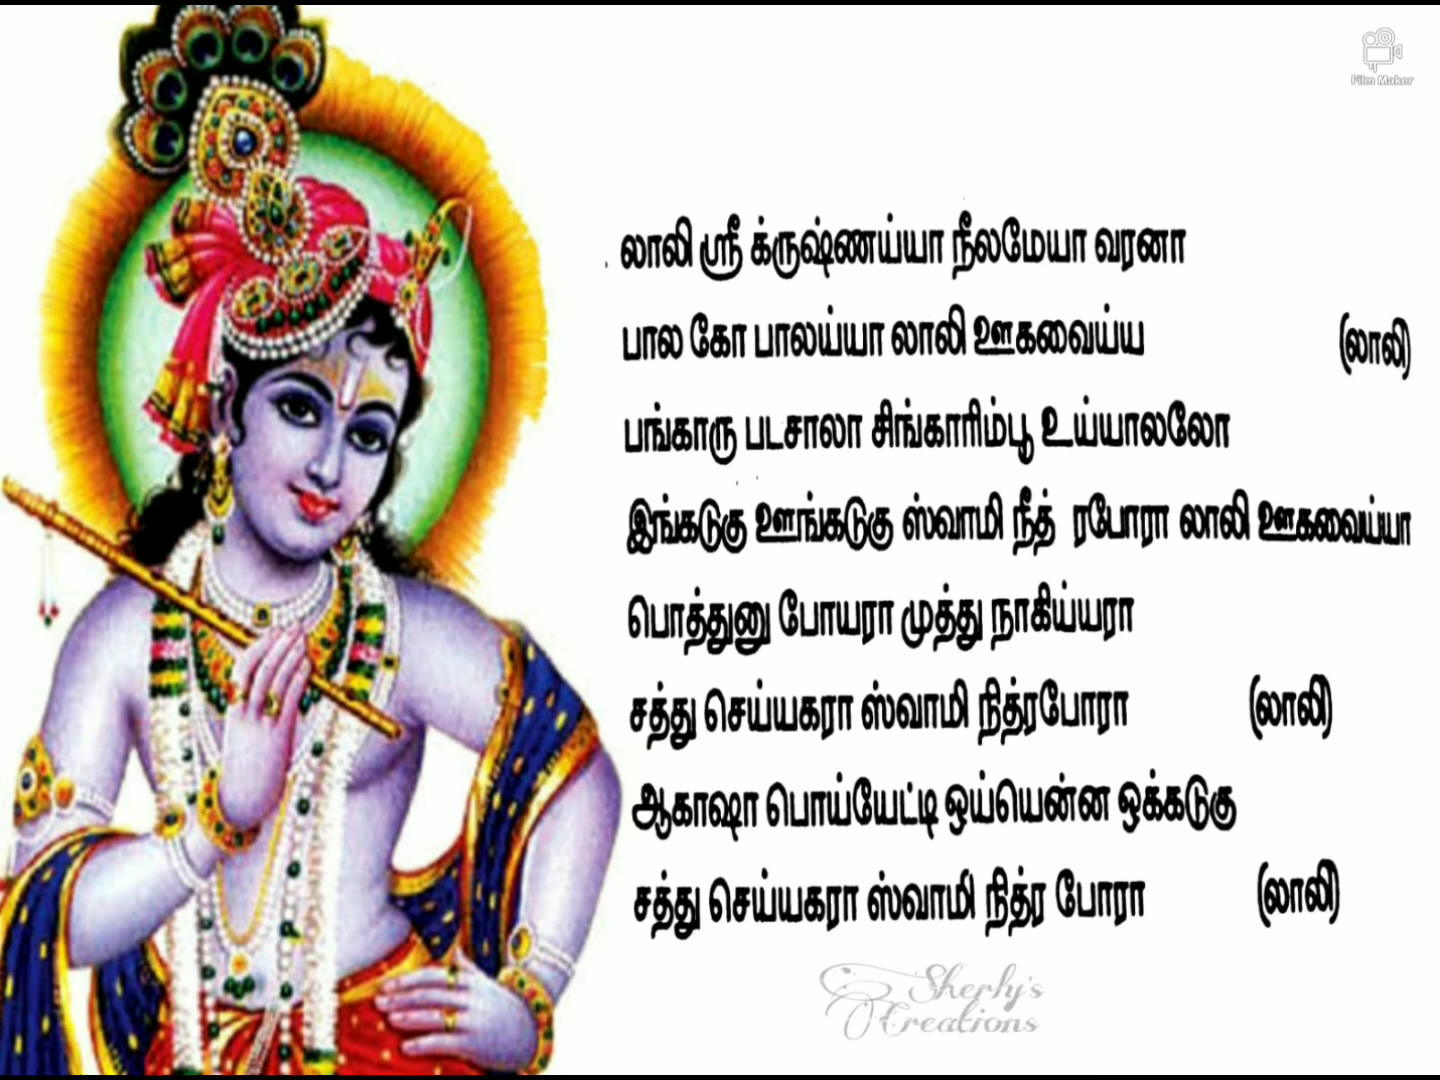 Film Maker
லாலி ஸ்ரீ க்ருஷ்ணய்யா நீலமேயா வரனா
பால கோ பாலய்யா லாலி ஊகவைய்ய (லாலி)
பங்காரு படசாலா சிங்காரிம்பூ உய்யாலலோ
இங்கடுகு ஊங்கடுகு ஸ்வாமி நீத் ரபோரா லாலி ஊகவைய்யா
பொத்துனு போயரா முத்து நாகிய்யரா
சத்து செய்யகரா ஸ்வாமி நித்ரபோரா (லாலி)
ஆகாஷா பொய்யேட்டி ஒய்யென்ன ஒக்கடுகு
சத்து செய்யகரா ஸ்வாமி நித்ர போரா (லாலி)
Sherly's
Creations